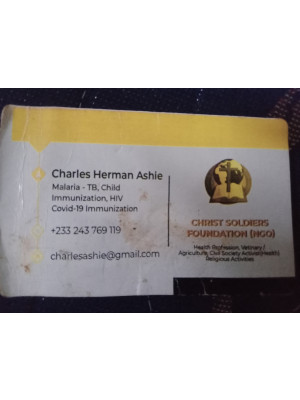 Charles Herman Ashie
Malaria - TB, Child
Immunization, HIV
Covid-19 Immunization
+233 243 769 119
charlesashie@gmail.com
CHRIST SOLDIERS
FOUNDATION (NGO)
Health Profession, Vetinary /
Agriculture, Civil Society Activist(Health)
Religious Activities